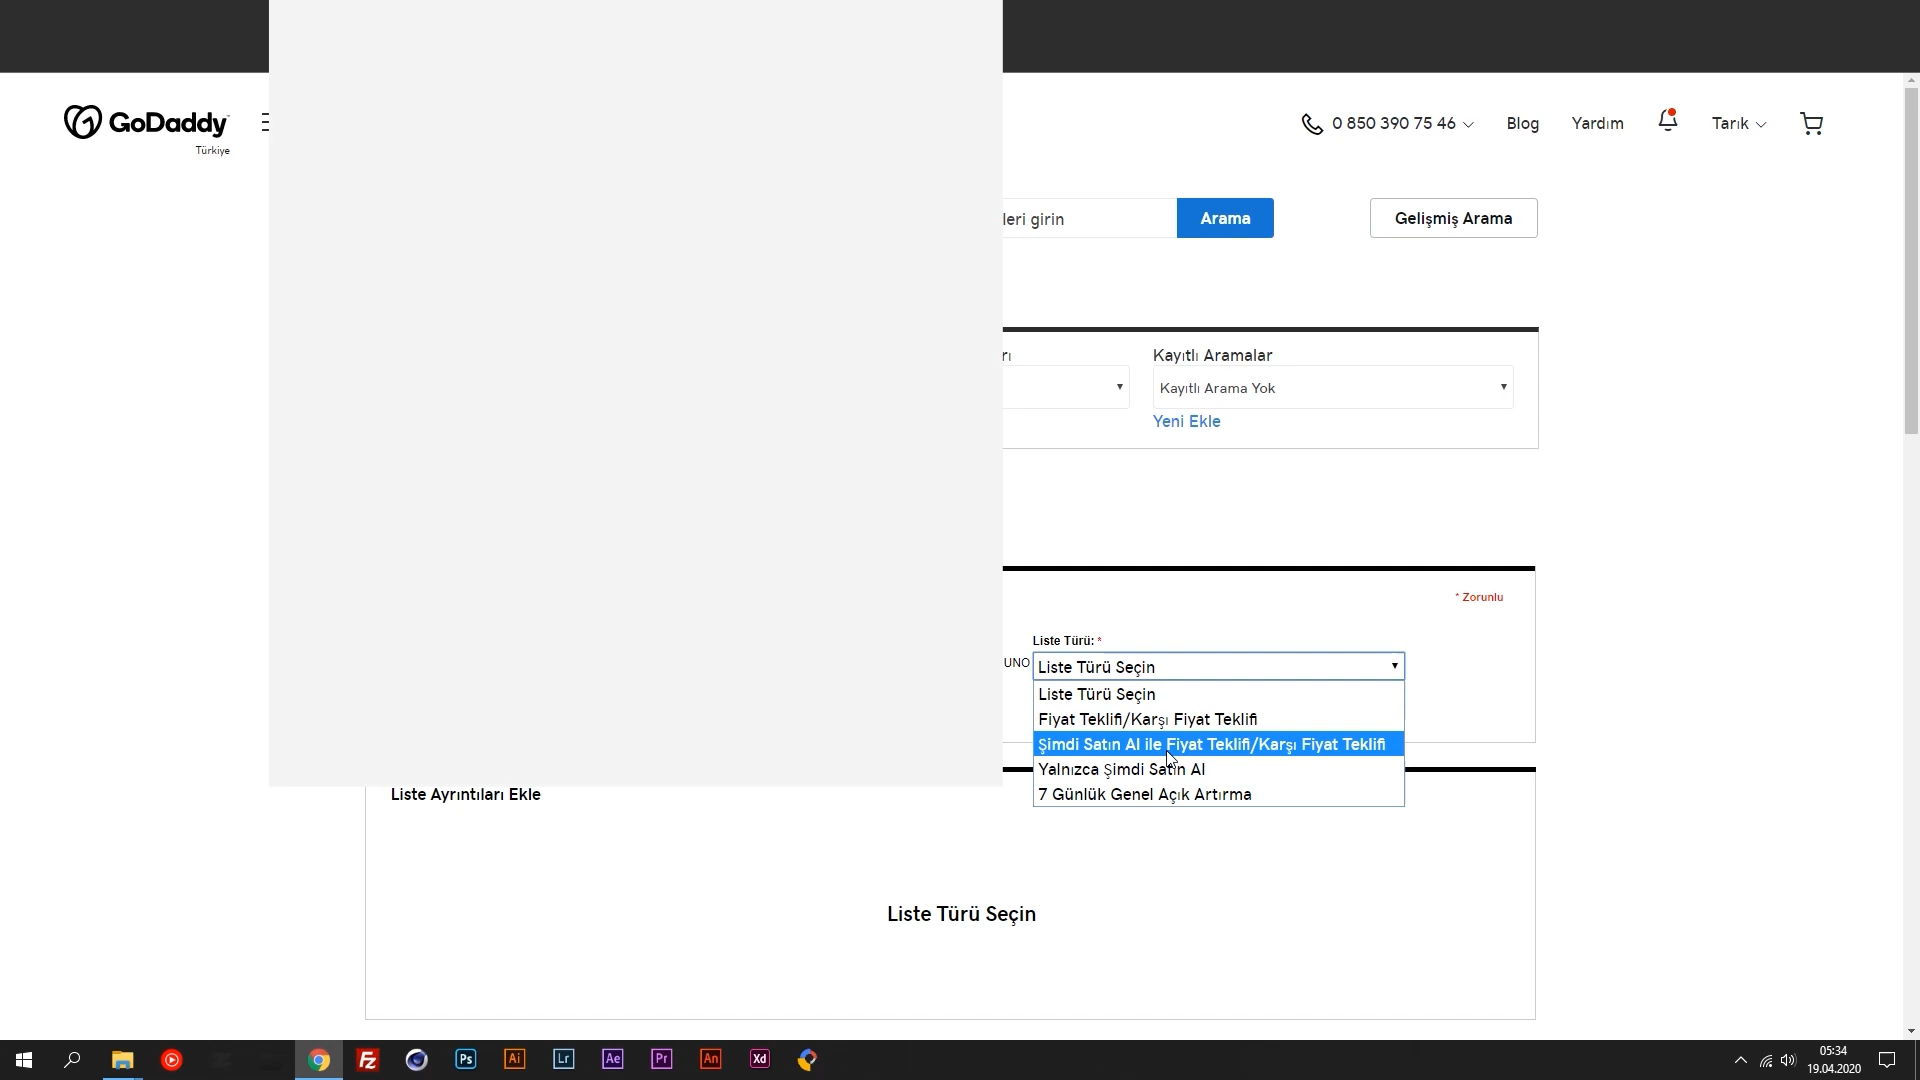 GoDaddy
Türkiye
0 850 390 75 46
Blog
Yardım
Tarık
leri girin
Arama
Gelişmiş Arama
rı
Kayıtlı Aramalar
Kayıtlı Arama Yok
Yeni Ekle
* Zorunlu
Liste Türü: *
UNO
Liste Türü Seçin
Liste Türü Seçin
Fiyat Teklifi/Karşı Fiyat Teklifi
Şimdi Satın Al ile Fiyat Teklifi/Karşı Fiyat Teklifi
Yalnızca Şimdi Satın Al
7 Günlük Genel Açık Artırma
Liste Ayrıntıları Ekle
Liste Türü Seçin
Fz
Ps
Ai
Lr
Ae
Pr
An
Xd
05:34
19.04.2020